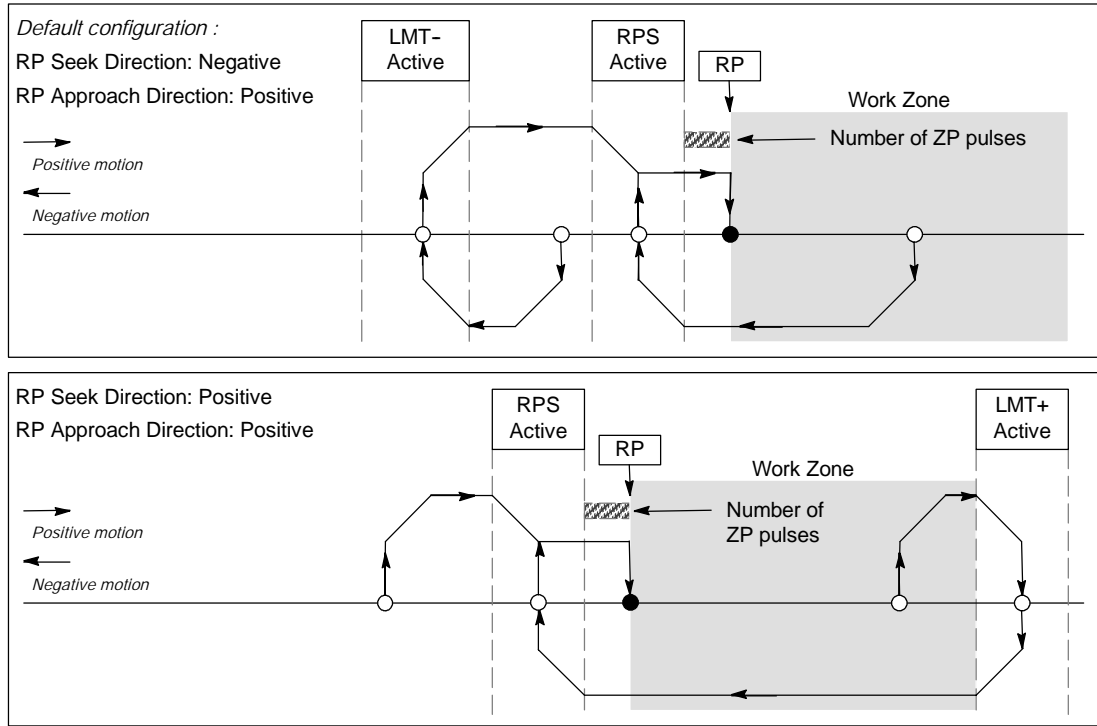 Default configuration :
RP Seek Direction: Negative
RP Approach Direction: Positive
LMT-
Active
RPS
Active
RP
Work Zone
Number of ZP pulses
Positive motion
Negative motion
RP Seek Direction: Positive
RP Approach Direction: Positive
RPS
Active
LMT+
Active
RP
Work Zone
Number of
ZP pulses
Positive motion
Negative motion